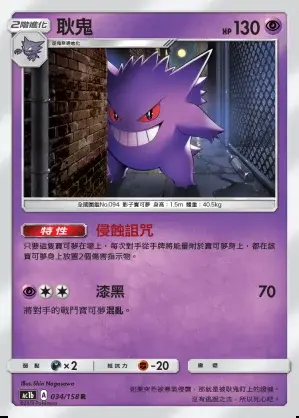 2階進化
耿鬼
HP 130
全國圖鑑No.094 影子寶可夢 身高:1.5m 體重:40.5kg
特性 侵蝕詛咒
只要這隻寶可夢在場上,每次對手從手牌將能量附於寶可夢身上,都在該
寶可夢身上放置2個傷害指示物。
漆黑 70
將對手的戰鬥寶可夢混亂。
Illus. Shin Nagasawa
弱點 ×2 抵抗力 -20 撤退
AC1b A 034/158 R